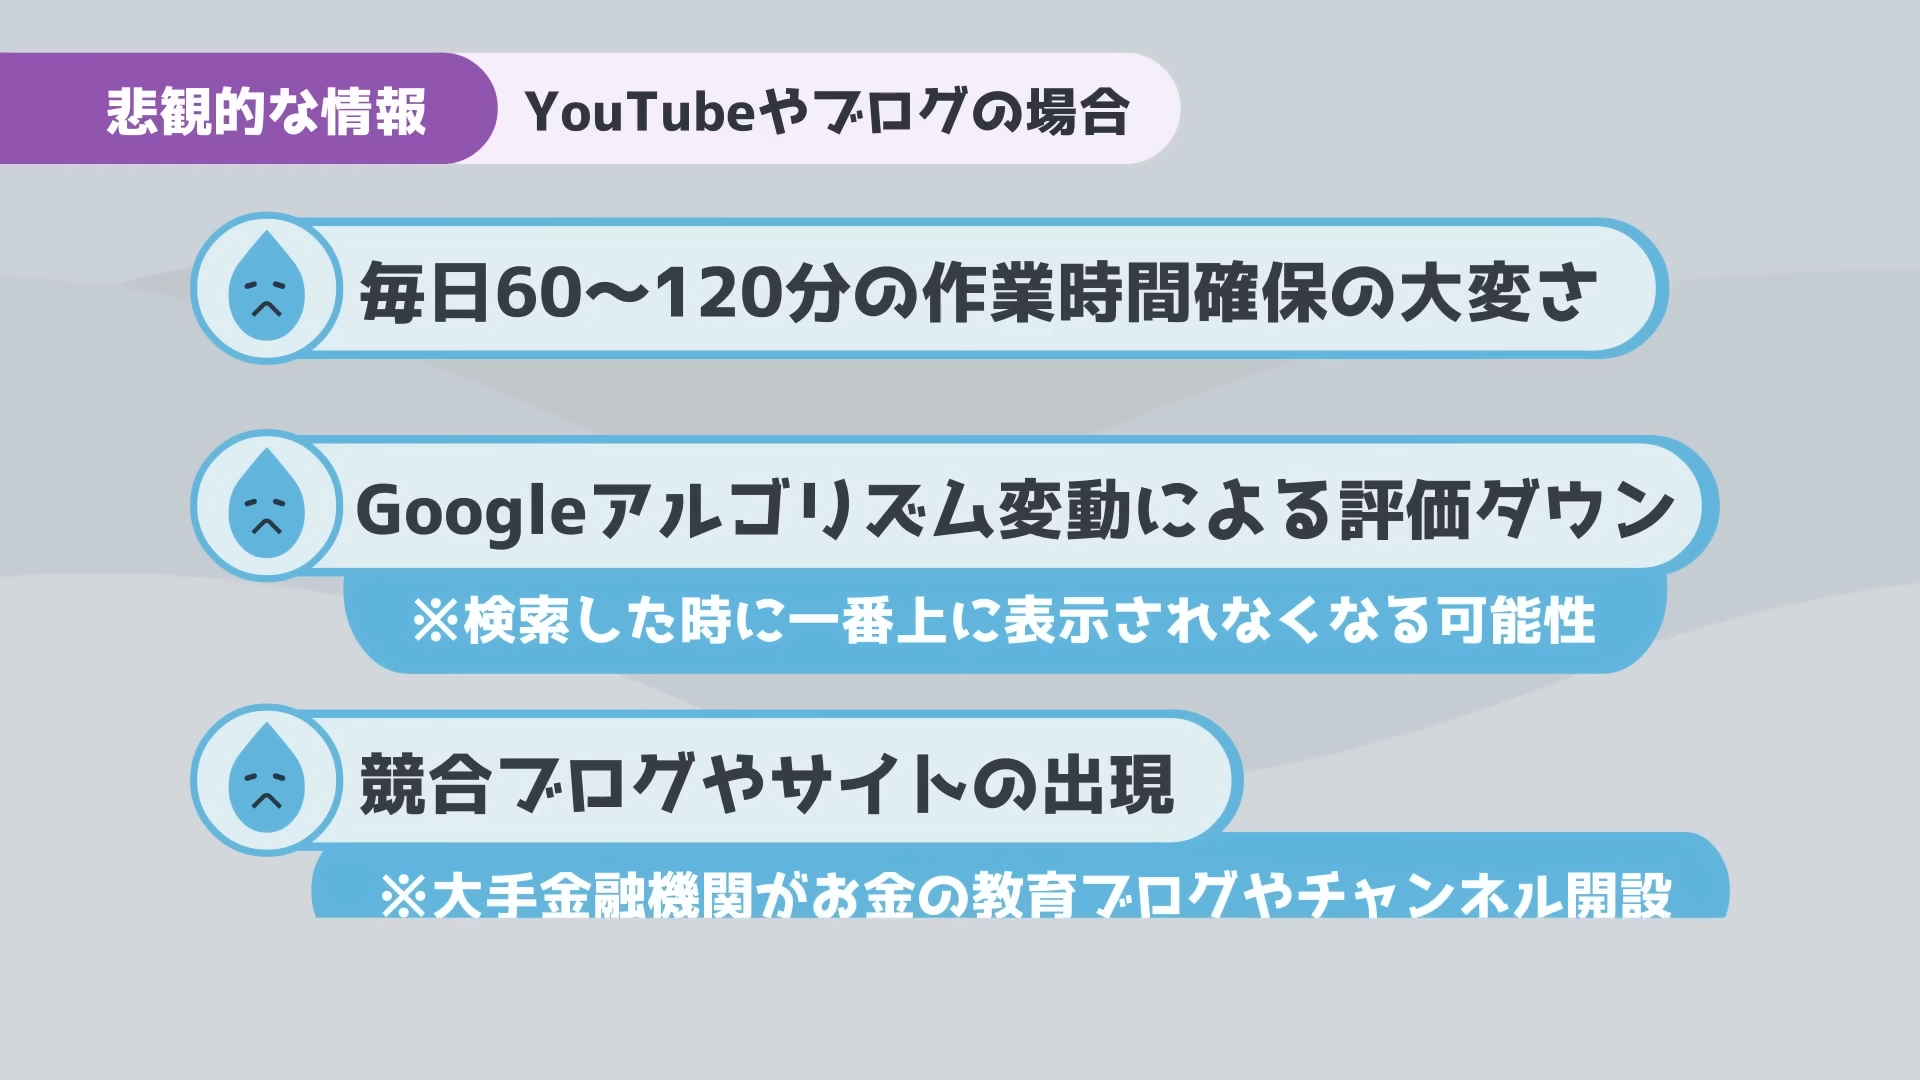 悲観的な情報
YouTubeやブログの場合
毎日60〜120分の作業時間確保の大変さ
Googleアルゴリズム変動による評価ダウン
※検索した時に一番上に表示されなくなる可能性
競合ブログやサイトの出現
※大手金融機関がお金の教育ブログやチャンネル開設